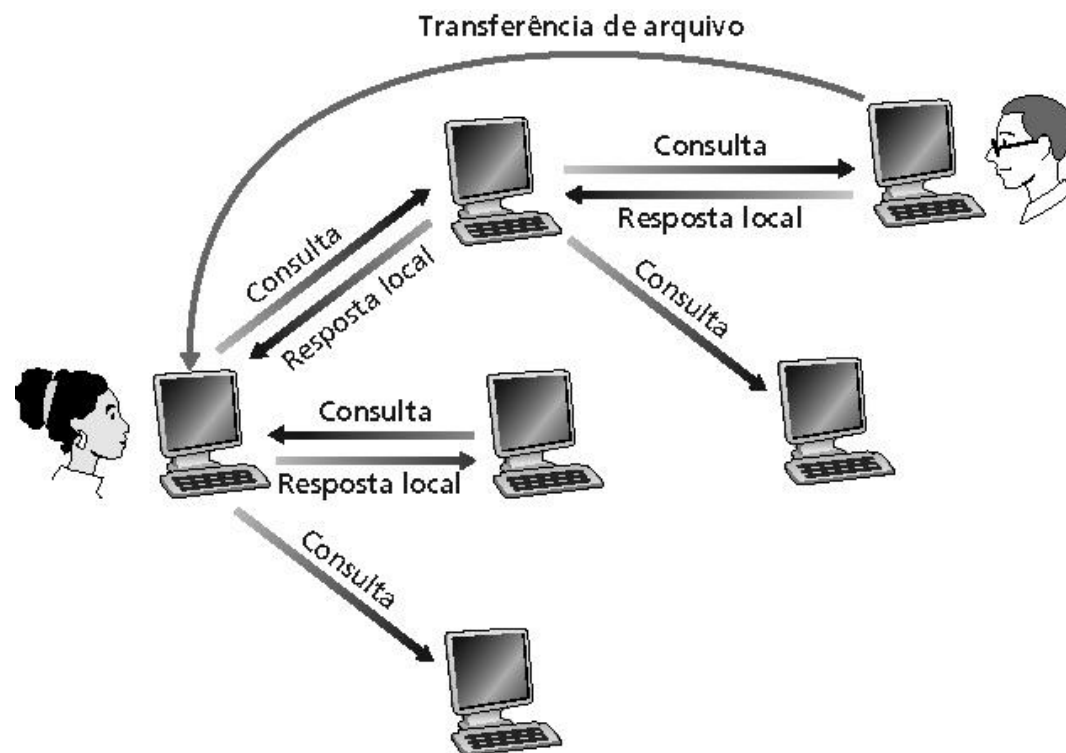 Transferência de arquivo
Consulta
Resposta local
Consulta
Resposta local
Consulta
Consulta
Resposta local
Consulta